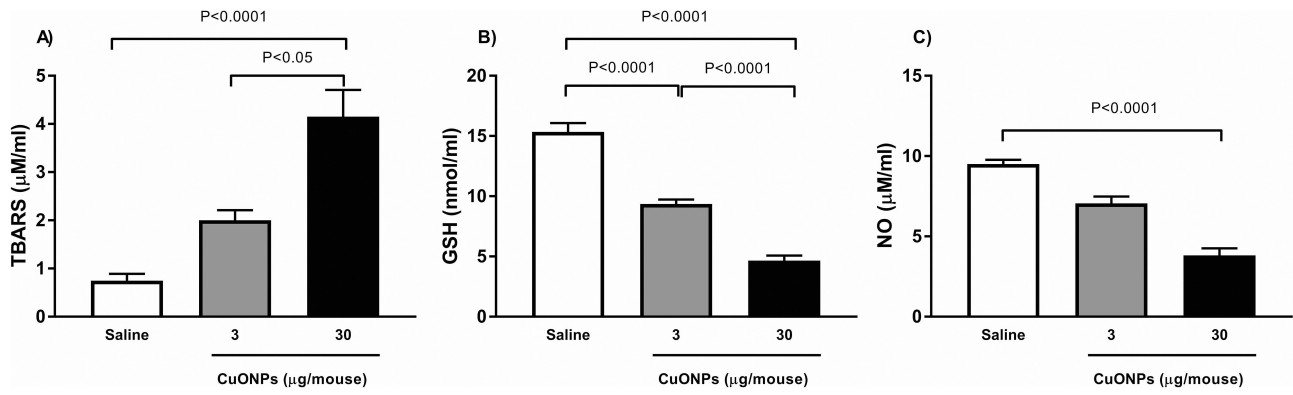 A)
P<0.0001
P<0.05
TBARS (μM/ml)
5
4
3
2
1
0
Saline
3
30
CuONPs (μg/mouse)
B)
P<0.0001
P<0.0001
P<0.0001
GSH (nmol/ml)
20
15
10
5
0
Saline
3
30
CuONPs (μg/mouse)
C)
P<0.0001
NO (μM/ml)
15
10
5
0
Saline
3
30
CuONPs (μg/mouse)